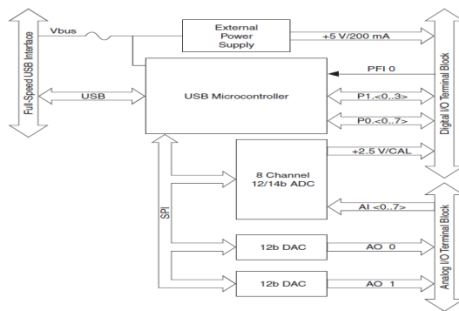 Vbus
External
Power
Supply
+5 V/200 mA
Full-Speed USB Interface
USB
USB Microcontroller
PFI 0
P1.<0..3>
P0.<0..7>
Digital I/O Terminal Block
+2.5 V/CAL
8 Channel
12/14b ADC
AI <0..7>
SPI
12b DAC
AO 0
12b DAC
AO 1
Analog I/O Terminal Block